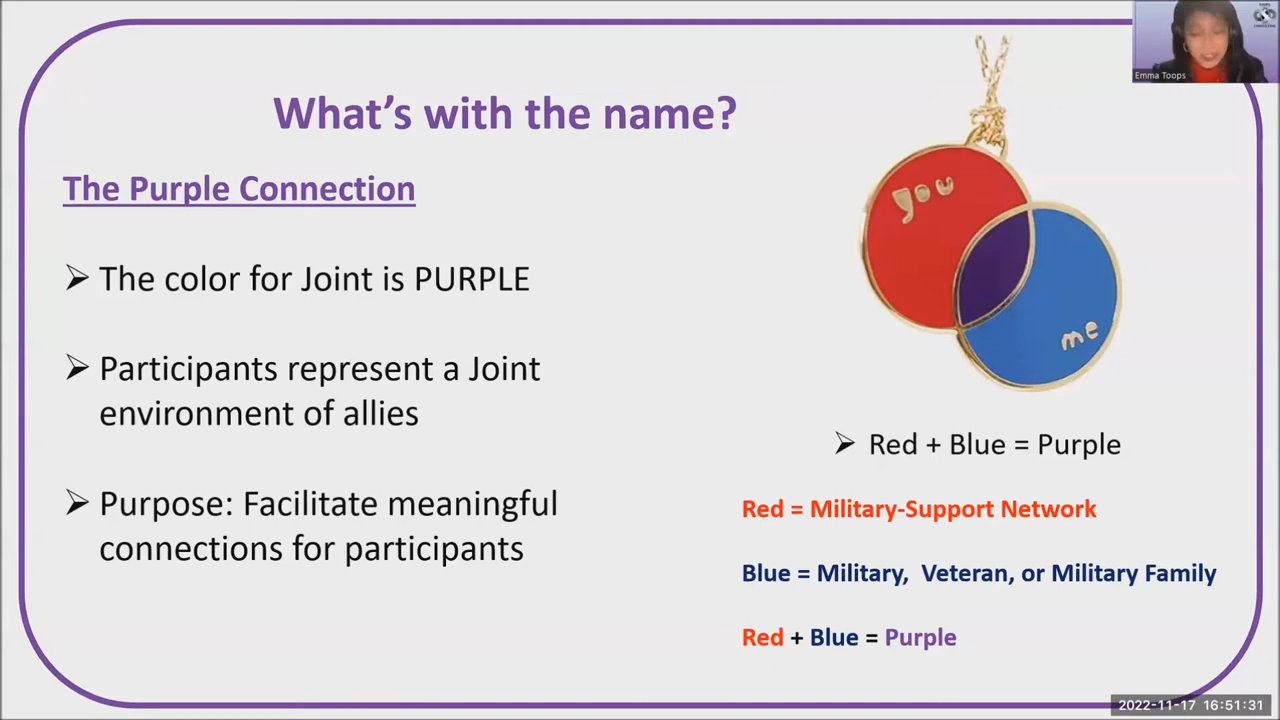 What's with the name?
The Purple Connection
➢ The color for Joint is PURPLE
➢ Participants represent a Joint
environment of allies
➢ Purpose: Facilitate meaningful
connections for participants
you
me
➢ Red + Blue = Purple
Red = Military-Support Network
Blue = Military, Veteran, or Military Family
Red + Blue = Purple
Emma Toops
2022-11-17 16:51:31